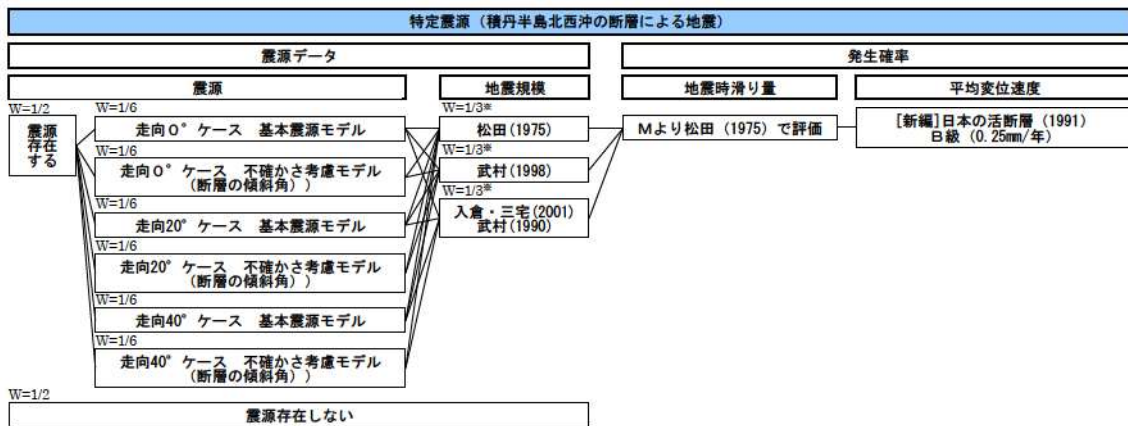 特定震源（積丹半島北西沖の断層による地震）
震源データ
発生確率
震源
地震規模
地震時滑り量
平均変位速度
W=1/2
震源
存在
する
W=1/6
走向０°ケース　基本震源モデル
W=1/6
走向０°ケース　不確かさ考慮モデル
（断層の傾斜角））
W=1/6
走向20°ケース　基本震源モデル
W=1/6
走向20°ケース　不確かさ考慮モデル
（断層の傾斜角））
W=1/6
走向40°ケース　基本震源モデル
W=1/6
走向40°ケース　不確かさ考慮モデル
（断層の傾斜角））
W=1/3※
松田(1975)
W=1/3※
武村(1998)
W=1/3※
入倉・三宅(2001)
武村(1990)
Ｍより松田（1975）で評価
[新編]日本の活断層（1991）
Ｂ級（0.25mm/年）
W=1/2
震源存在しない